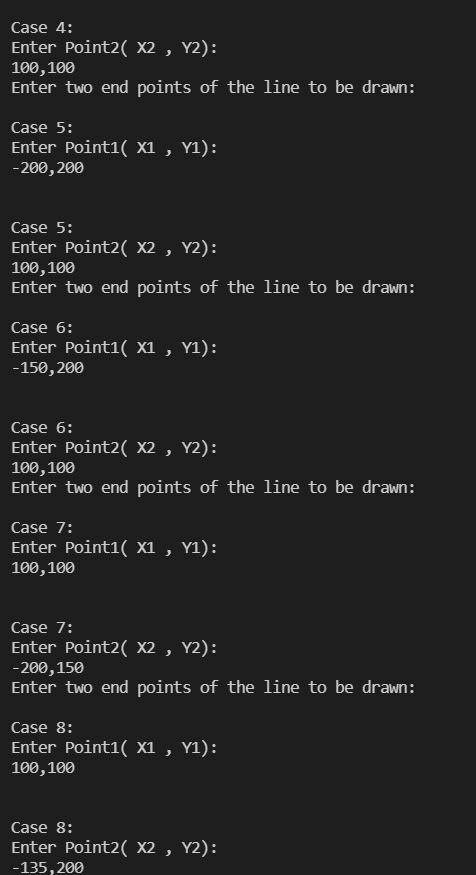 Case 4:
Enter Point2( X2 , Y2):
100,100
Enter two end points of the line to be drawn:
Case 5:
Enter Point1( X1 , Y1):
-200,200
Case 5:
Enter Point2( X2 , Y2):
100,100
Enter two end points of the line to be drawn:
Case 6:
Enter Point1( X1 , Y1):
-150,200
Case 6:
Enter Point2( X2 , Y2):
100,100
Enter two end points of the line to be drawn:
Case 7:
Enter Point1( X1 , Y1):
100,100
Case 7:
Enter Point2( X2 , Y2):
-200,150
Enter two end points of the line to be drawn:
Case 8:
Enter Point1( X1 , Y1):
100,100
Case 8:
Enter Point2( X2 , Y2):
-135,200